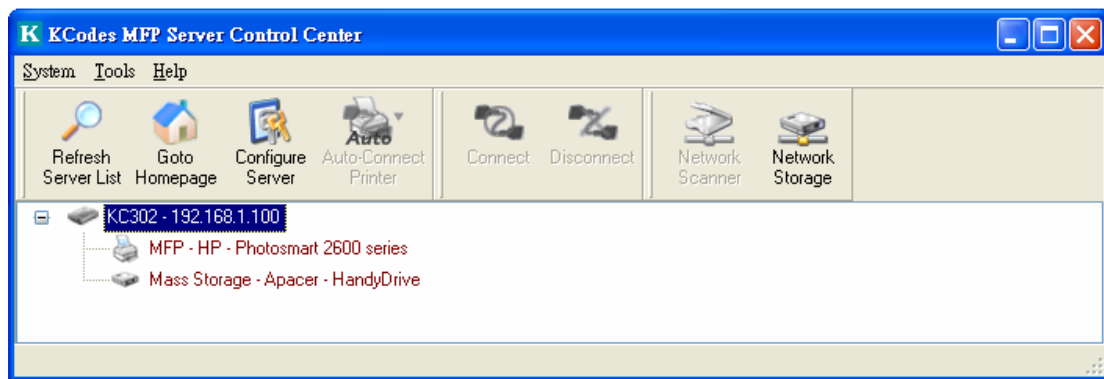 K KCodes MFP Server Control Center
System Tools Help
Refresh Server List
Goto Homepage
Configure Server
Auto
Auto-Connect Printer
Connect
Disconnect
Network Scanner
Network Storage
KC302 - 192.168.1.100
MFP - HP - Photosmart 2600 series
Mass Storage - Apacer - HandyDrive